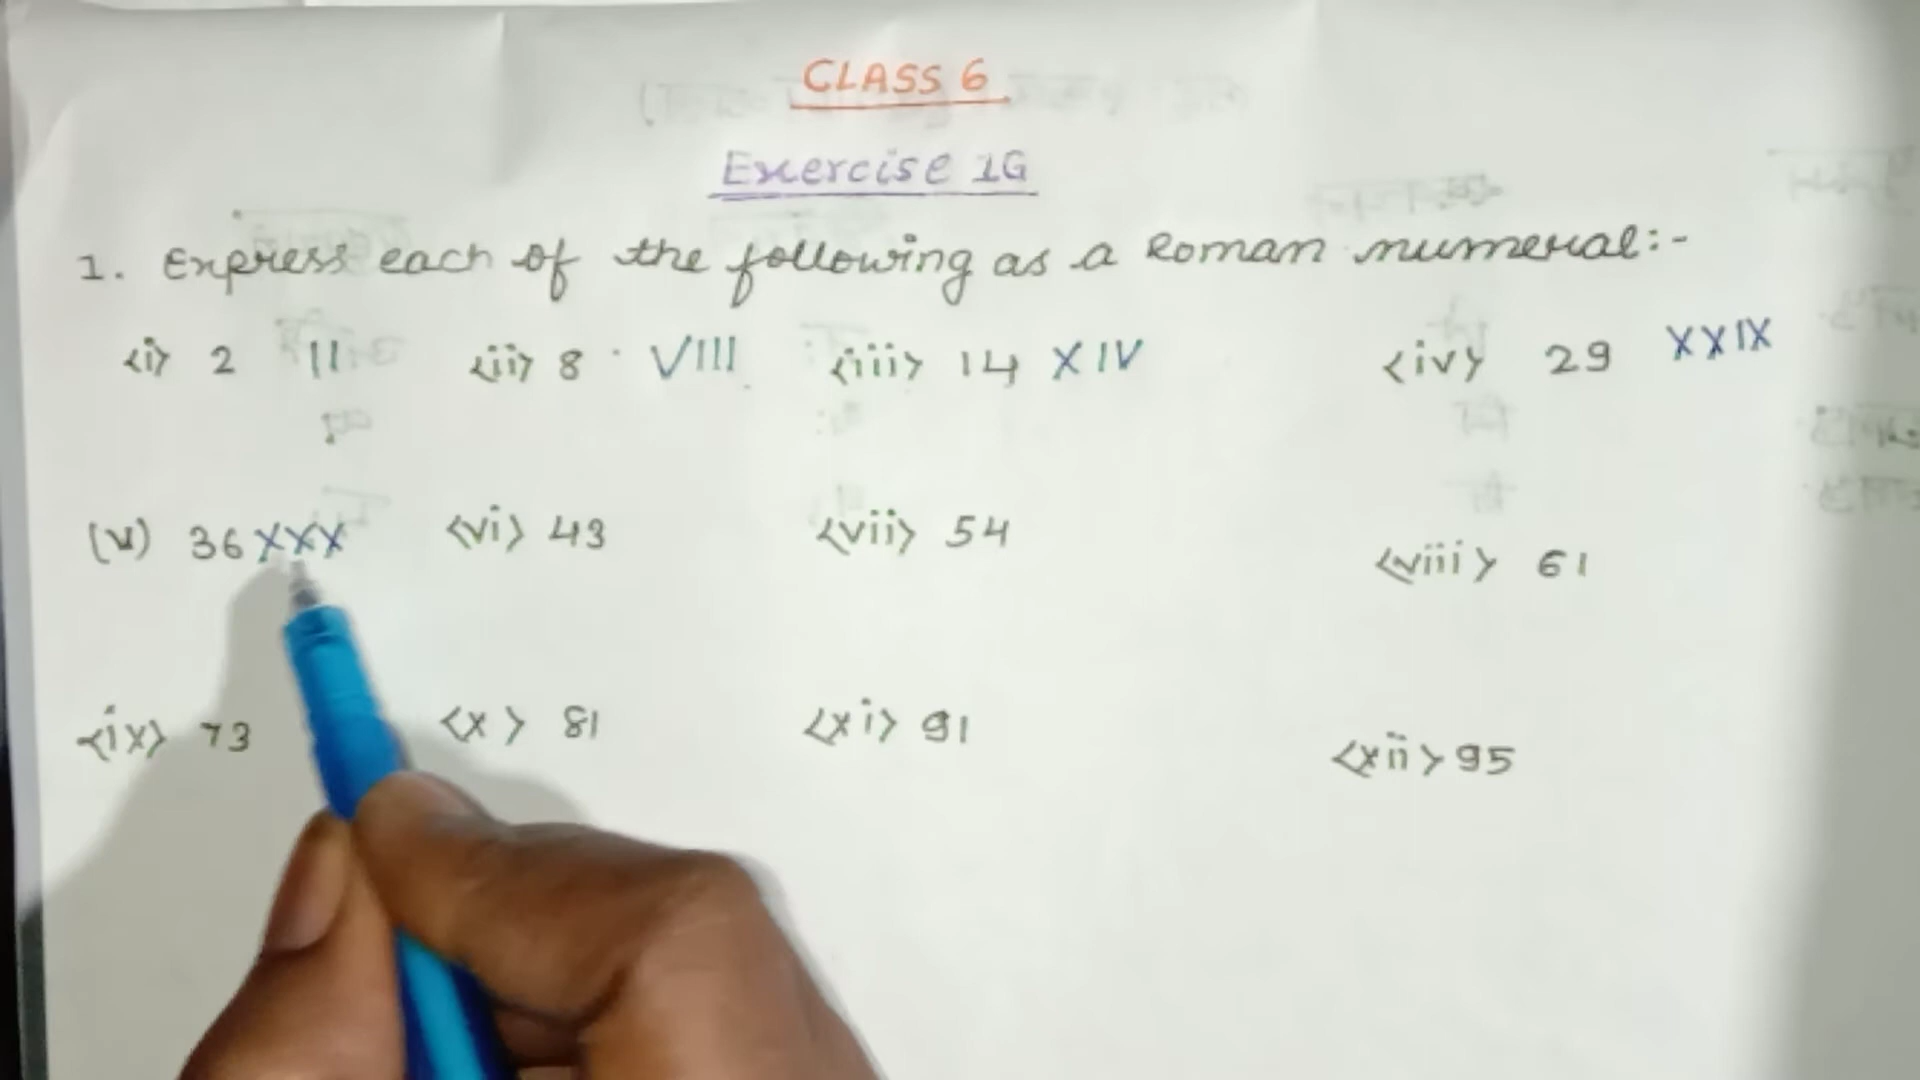 CLASS 6
Exercise 1G
1. Express each of the following as a Roman numeral:-
<i> 2 II <ii> 8 VIII <iii> 14 XIV <iv> 29 XXIX
(v) 36 XXX <vi> 43 <vii> 54 <viii> 61
<ix> 73 <x> 81 <xi> 91 <xii> 95